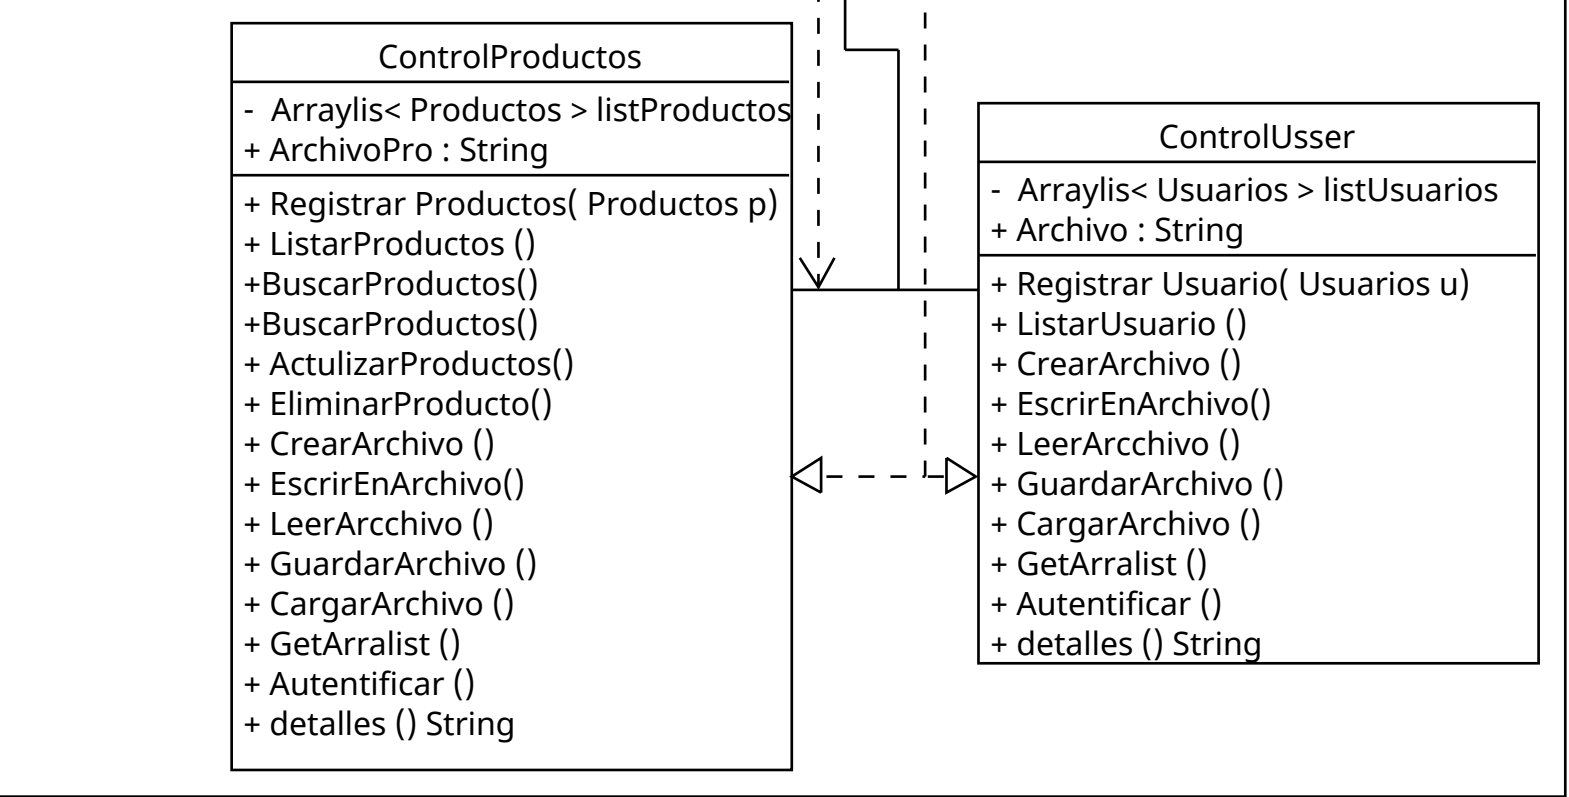 ControlProductos
-  Arraylis< Productos > listProductos
+ ArchivoPro : String
+ Registrar Productos( Productos p)
+ ListarProductos ()
+BuscarProductos()
+BuscarProductos()
+ ActulizarProductos()
+ EliminarProducto()
+ CrearArchivo ()
+ EscrirEnArchivo()
+ LeerArcchivo ()
+ GuardarArchivo ()
+ CargarArchivo ()
+ GetArralist ()
+ Autentificar ()
+ detalles () String
ControlUsser
-  Arraylis< Usuarios > listUsuarios
+ Archivo : String
+ Registrar Usuario( Usuarios u)
+ ListarUsuario ()
+ CrearArchivo ()
+ EscrirEnArchivo()
+ LeerArcchivo ()
+ GuardarArchivo ()
+ CargarArchivo ()
+ GetArralist ()
+ Autentificar ()
+ detalles () String